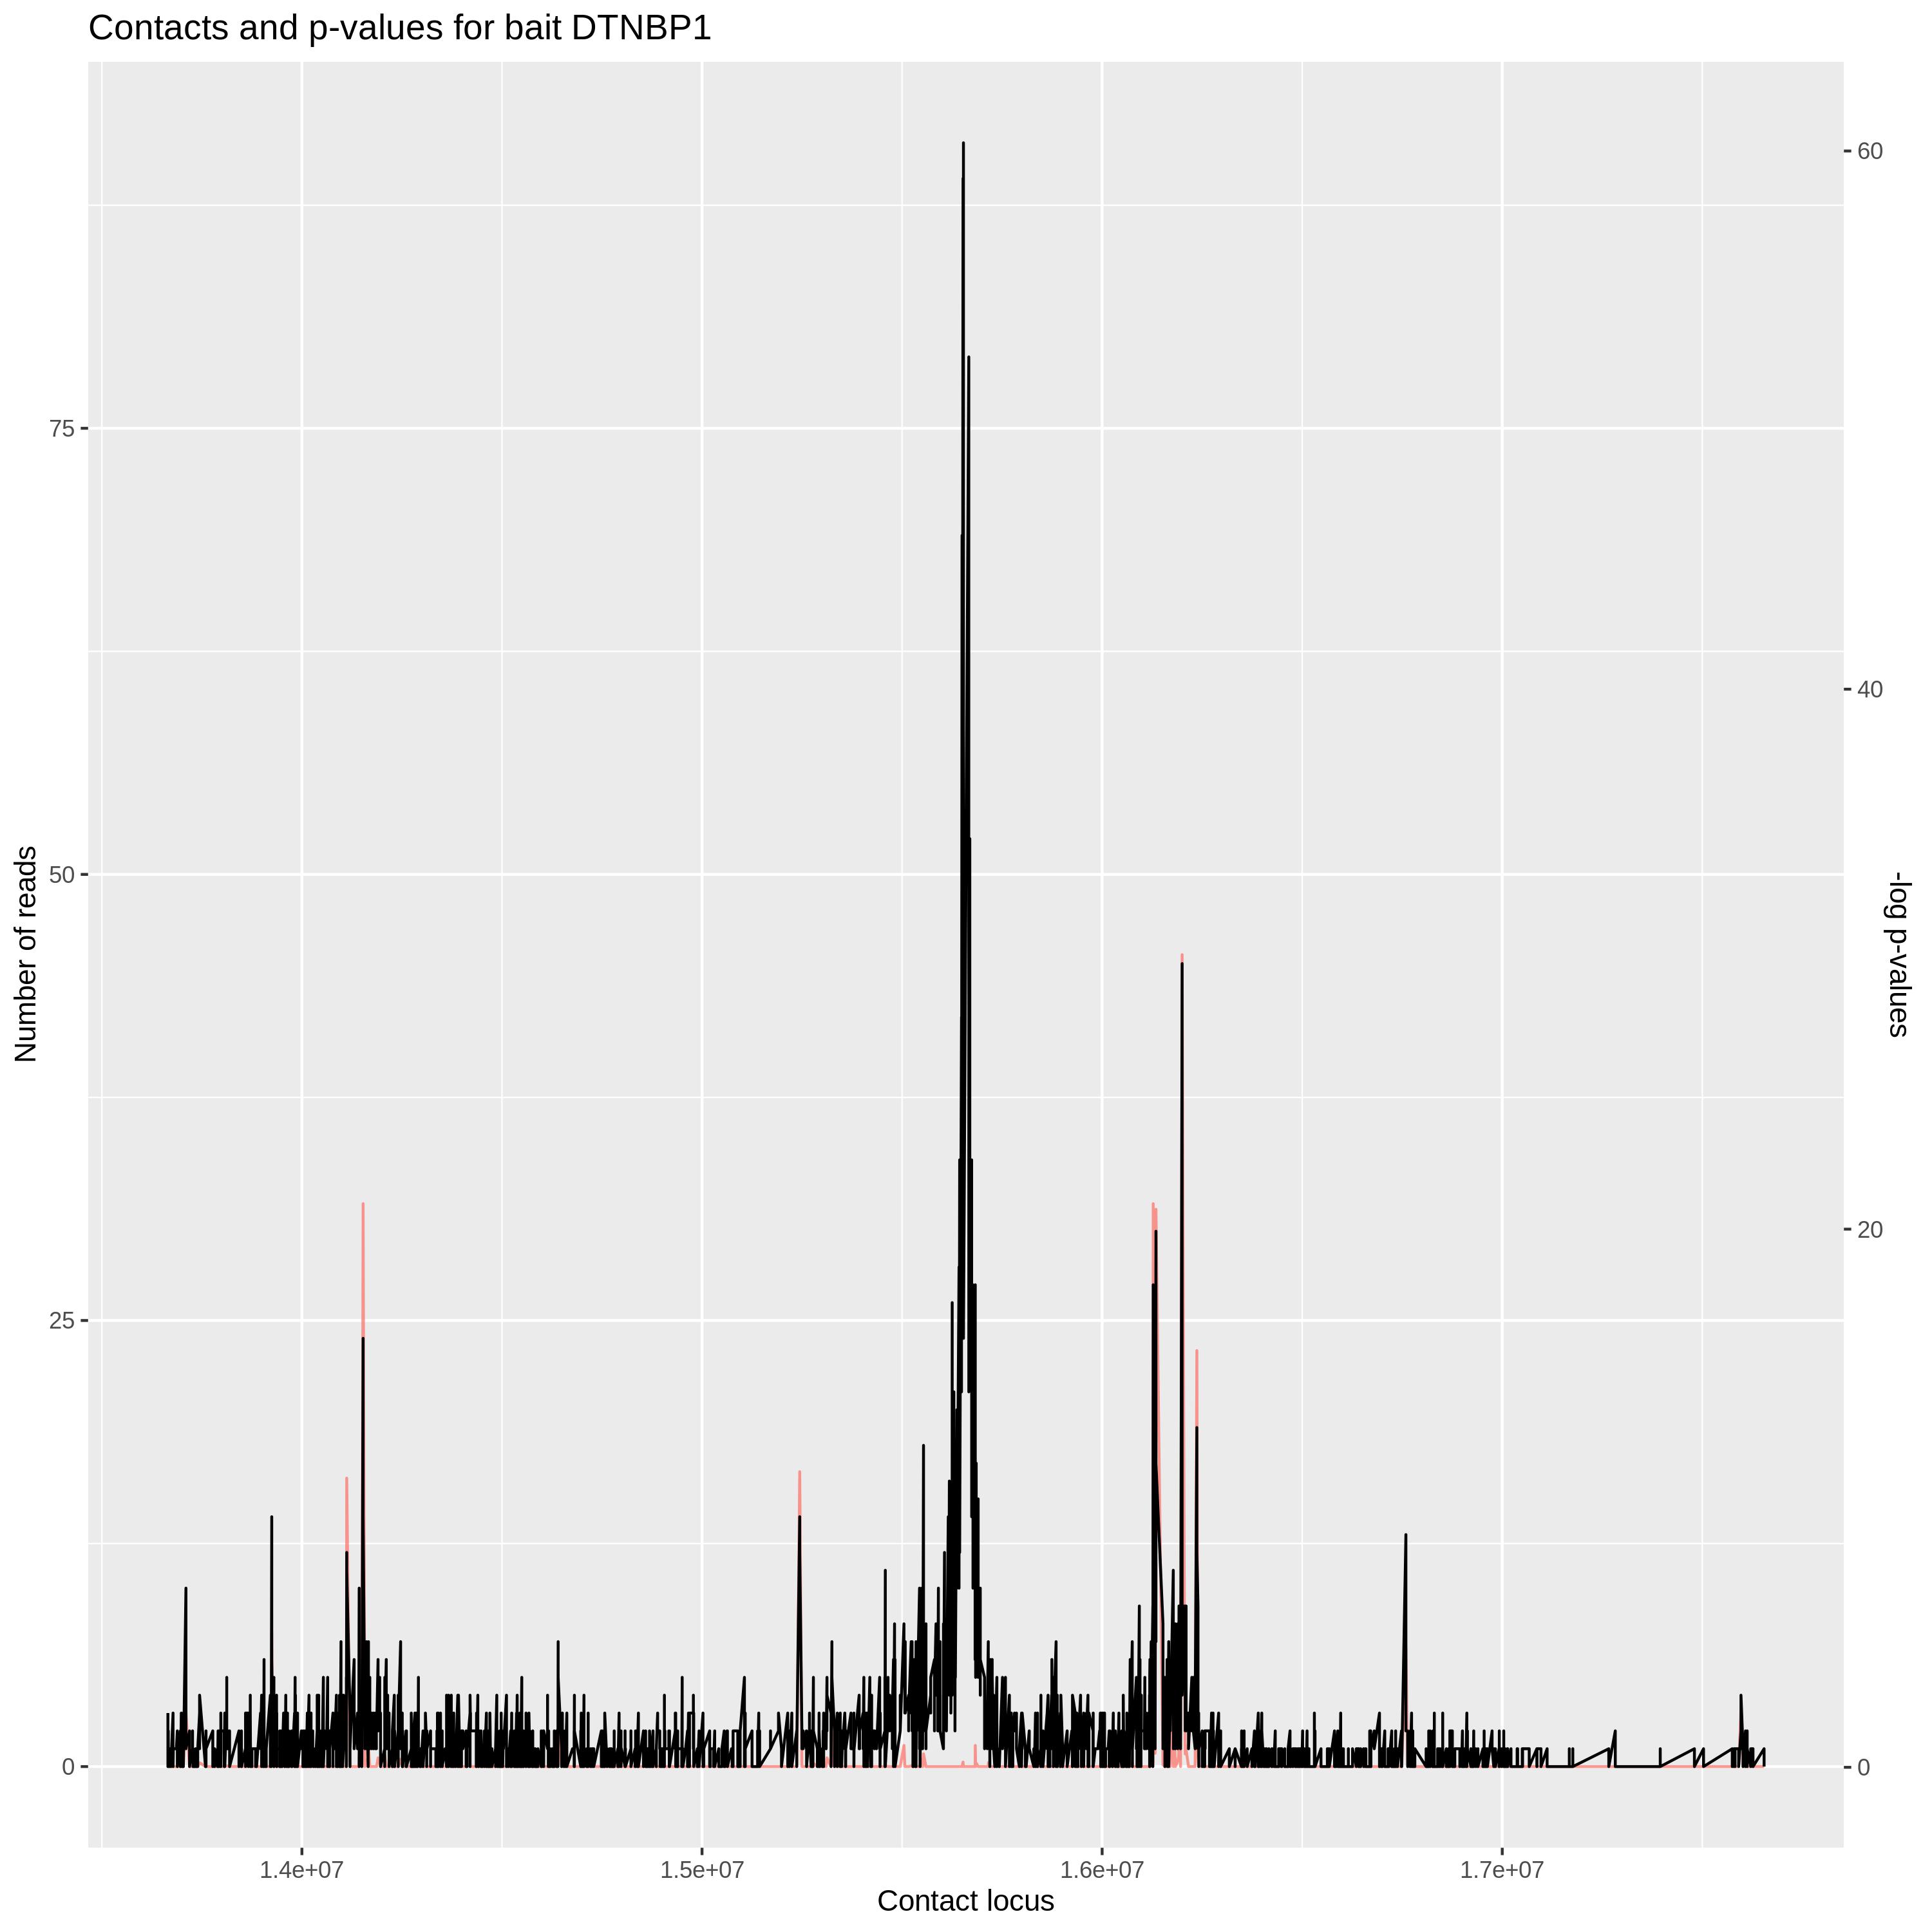 Contacts and p-values for bait DTNBP1
Number of reads
75
50
25
0
60
40
20
0
-log p-values
1.4e+07
1.5e+07
1.6e+07
1.7e+07
Contact locus